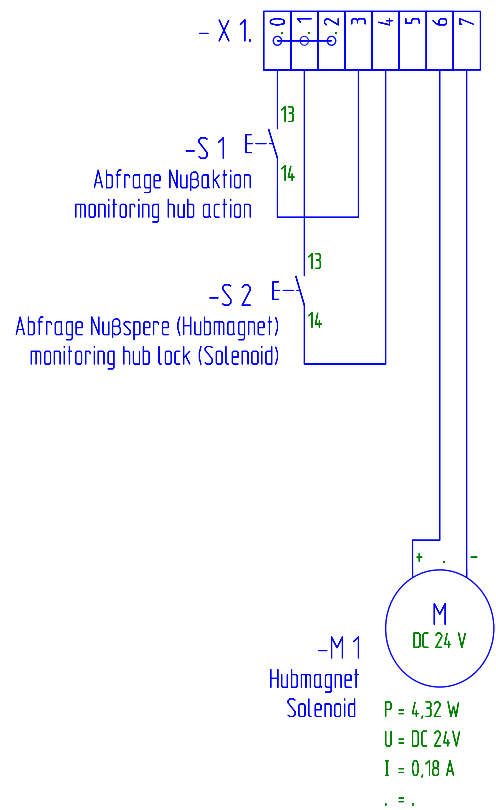 -X 1. .0 .1 .2 3 4 5 6 7
13
-S 1 E
14
Abfrage Nußaktion
monitoring hub action
13
-S 2 E
14
Abfrage Nußspere (Hubmagnet)
monitoring hub lock (Solenoid)
+ . -
M
DC 24 V
-M 1
Hubmagnet
Solenoid
P = 4,32 W
U = DC 24V
I = 0,18 A
. = .